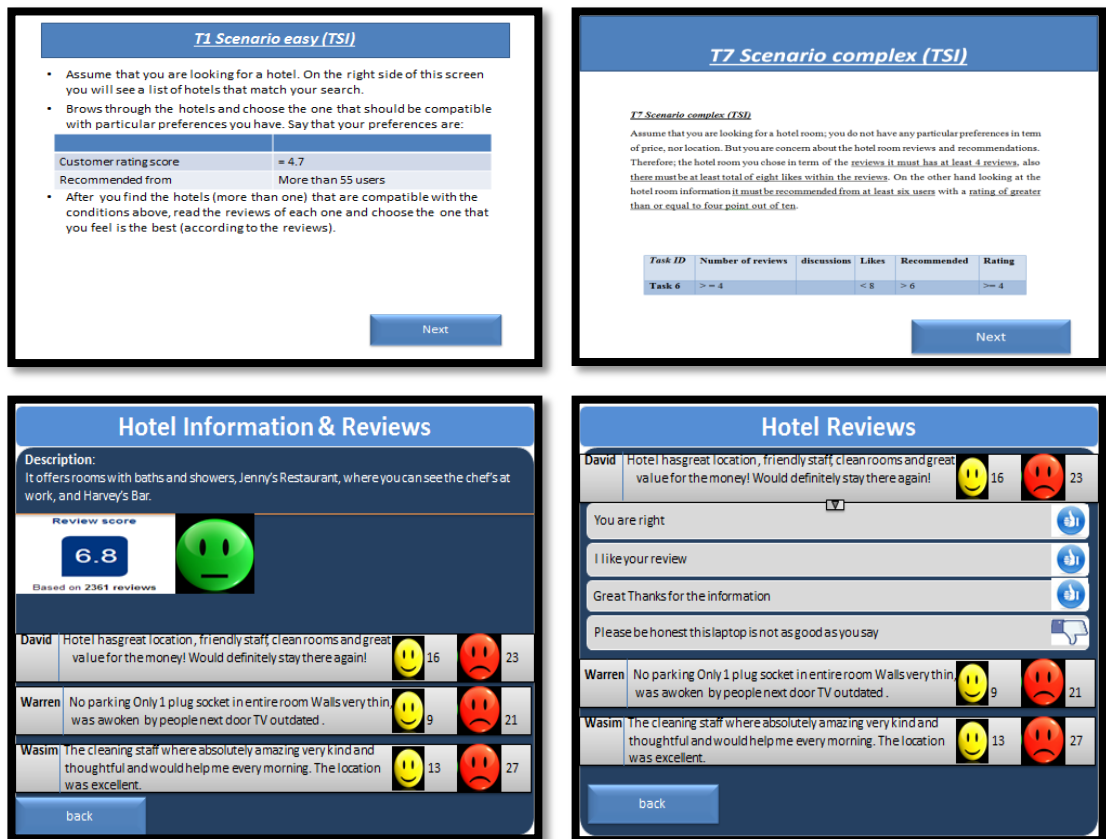 T1 Scenario easy (TSI)
• Assume that you are looking for a hotel. On the right side of this screen
you will see a list of hotels that match your search.
• Brows through the hotels and choose the one that should be compatible
with particular preferences you have. Say that your preferences are:
Customer rating score = 4.7
Recommended from More than 55 users
• After you find the hotels (more than one) that are compatible with the
conditions above, read the reviews of each one and choose the one that
you feel is the best (according to the reviews).
Next
T7 Scenario complex (TSI)
T7 Scenario complex (TSI)
Assume that you are looking for a hotel room; you do not have any particular preferences in term
of price, nor location. But you are concern about the hotel room reviews and recommendations.
Therefore; the hotel room you chose in term of the reviews it must has at least 4 reviews, also
there must be at least total of eight likes within the reviews. On the other hand looking at the
hotel room information it must be recommended from at least six users with a rating of greater
than or equal to four point out of ten.
Task ID Number of reviews discussions Likes Recommended Rating
Task 6 > = 4 < 8 > 6 >= 4
Next
Hotel Information & Reviews
Description:
It offers rooms with baths and showers, Jenny's Restaurant, where you can see the chef's at
work, and Harvey's Bar.
Review score
6.8
Based on 2361 reviews
David Hotel hasgreat location, friendly staff, clean rooms and great
value for the money! Would definitely stay there again! 16 23
Warren No parking Only 1 plug socket in entire room Walls very thin,
was awoken by people next door TV outdated . 9 21
Wasim The cleaning staff where absolutely amazing very kind and
thoughtful and would help me every morning. The location 13 27
was excellent.
back
Hotel Reviews
David Hotel hasgreat location, friendly staff, clean rooms and great
value for the money! Would definitely stay there again! 16 23
You are right
I like your review
Great Thanks for the information
Please be honest this laptop is not as good as you say
Warren No parking Only 1 plug socket in entire room Walls very thin,
was awoken by people next door TV outdated . 9 21
Wasim The cleaning staff where absolutely amazing very kind and
thoughtful and would help me every morning. The location 13 27
was excellent.
back